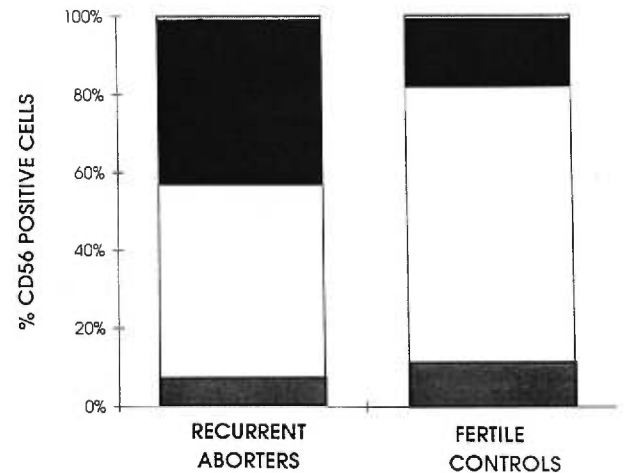 100%
80%
60%
40%
20%
0%
% CD56 POSITIVE CELLS
RECURRENT
ABORTERS
FERTILE
CONTROLS